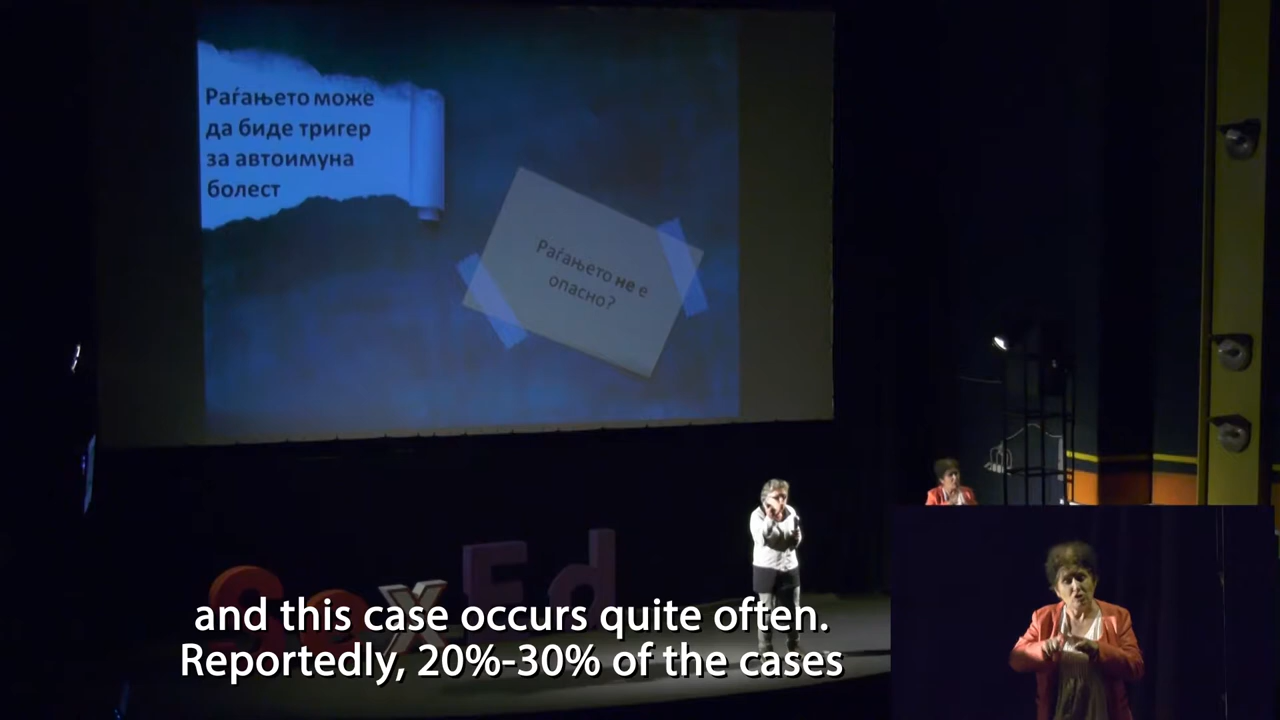 Раѓањето може
да биде тригер
за автоимуна
болест
Раѓањето не е
опасно?
SexEd
and this case occurs quite often.
Reportedly, 20%-30% of the cases